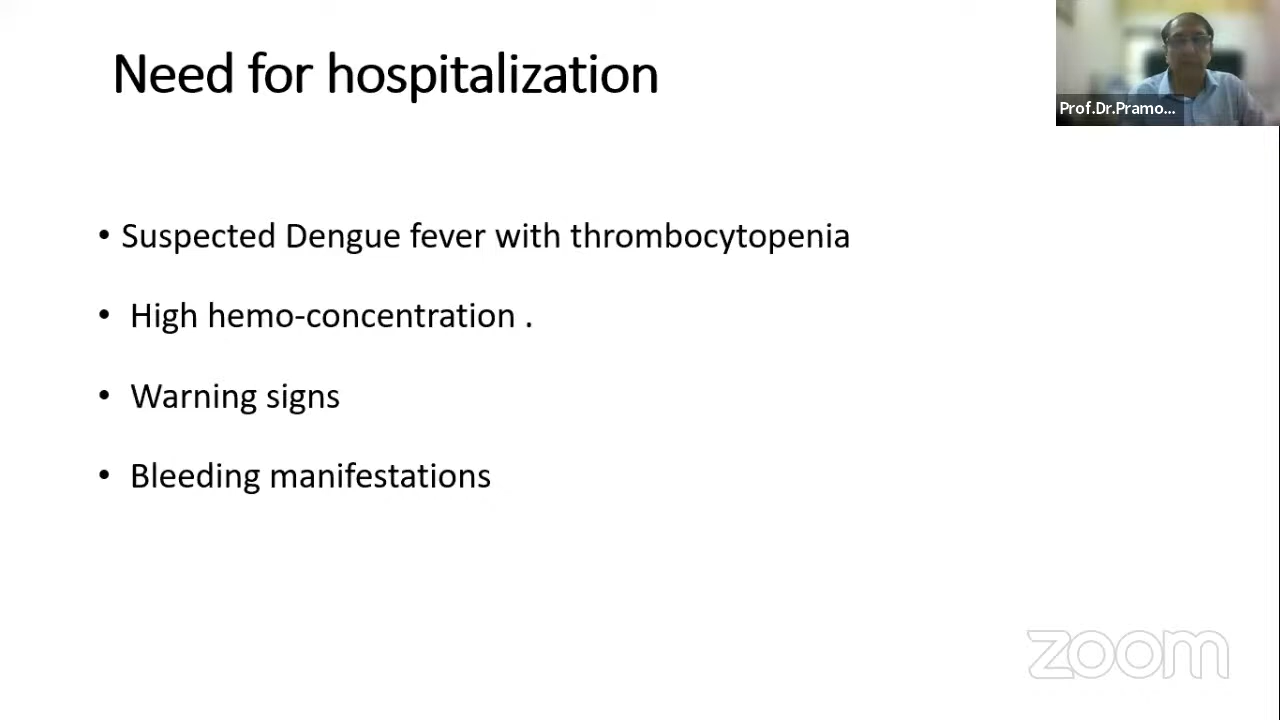 Need for hospitalization
Prof.Dr.Pramo...
• Suspected Dengue fever with thrombocytopenia
• High hemo-concentration .
• Warning signs
• Bleeding manifestations
zoom